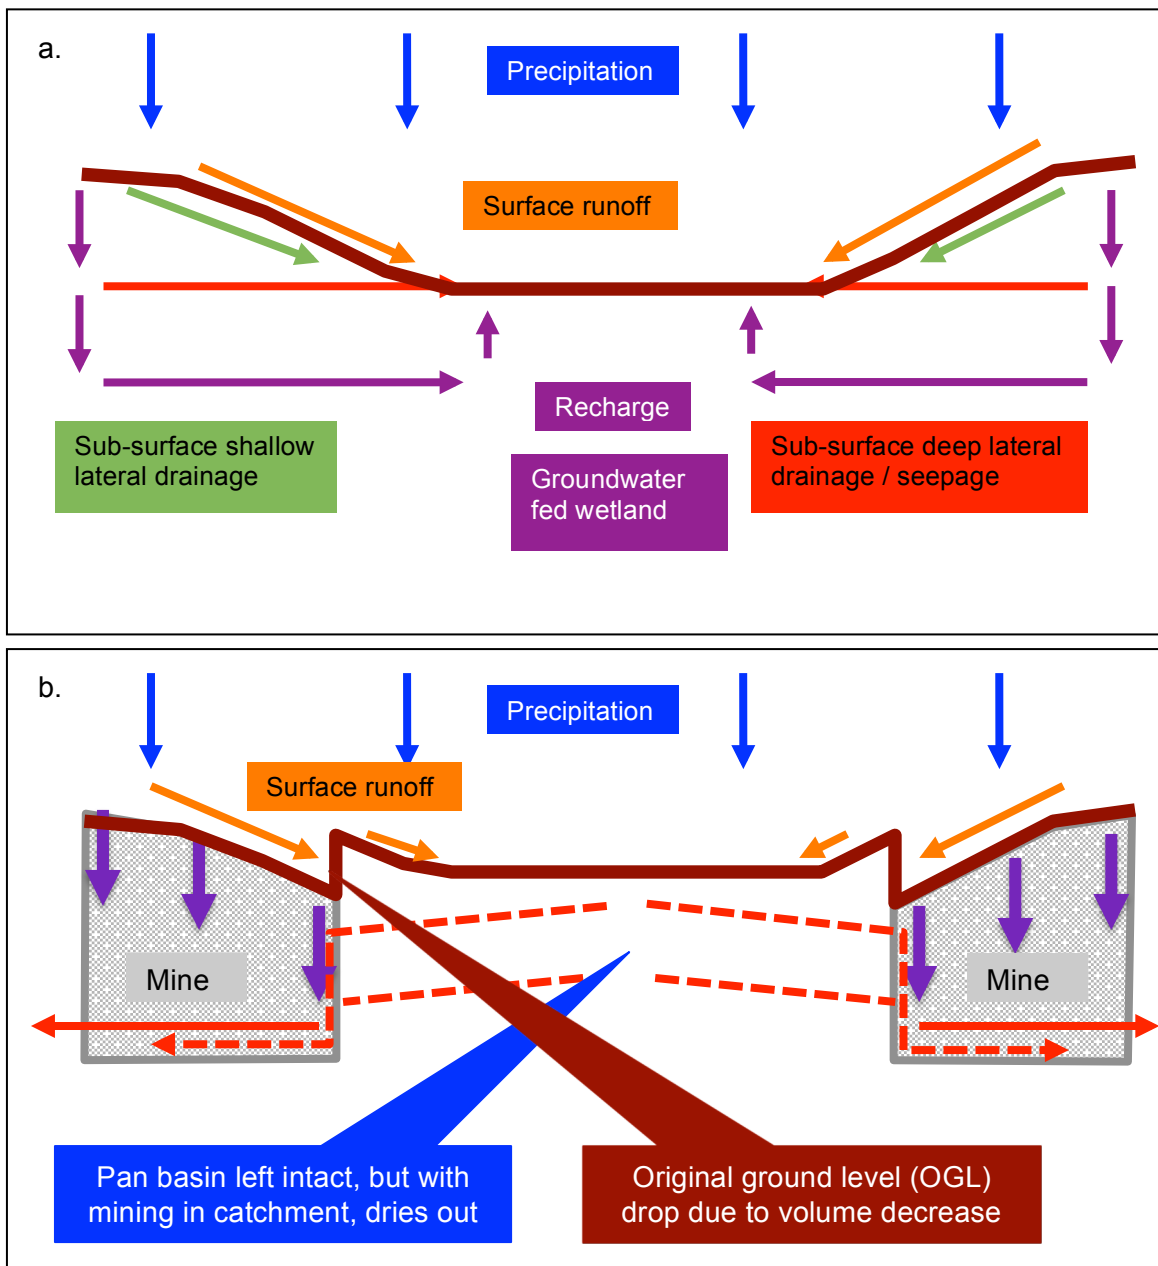 a.
Precipitation
Surface runoff
Recharge
Sub-surface shallow
lateral drainage
Groundwater
fed wetland
Sub-surface deep lateral
drainage / seepage
b.
Precipitation
Surface runoff
Mine
Mine
Pan basin left intact, but with
mining in catchment, dries out
Original ground level (OGL)
drop due to volume decrease